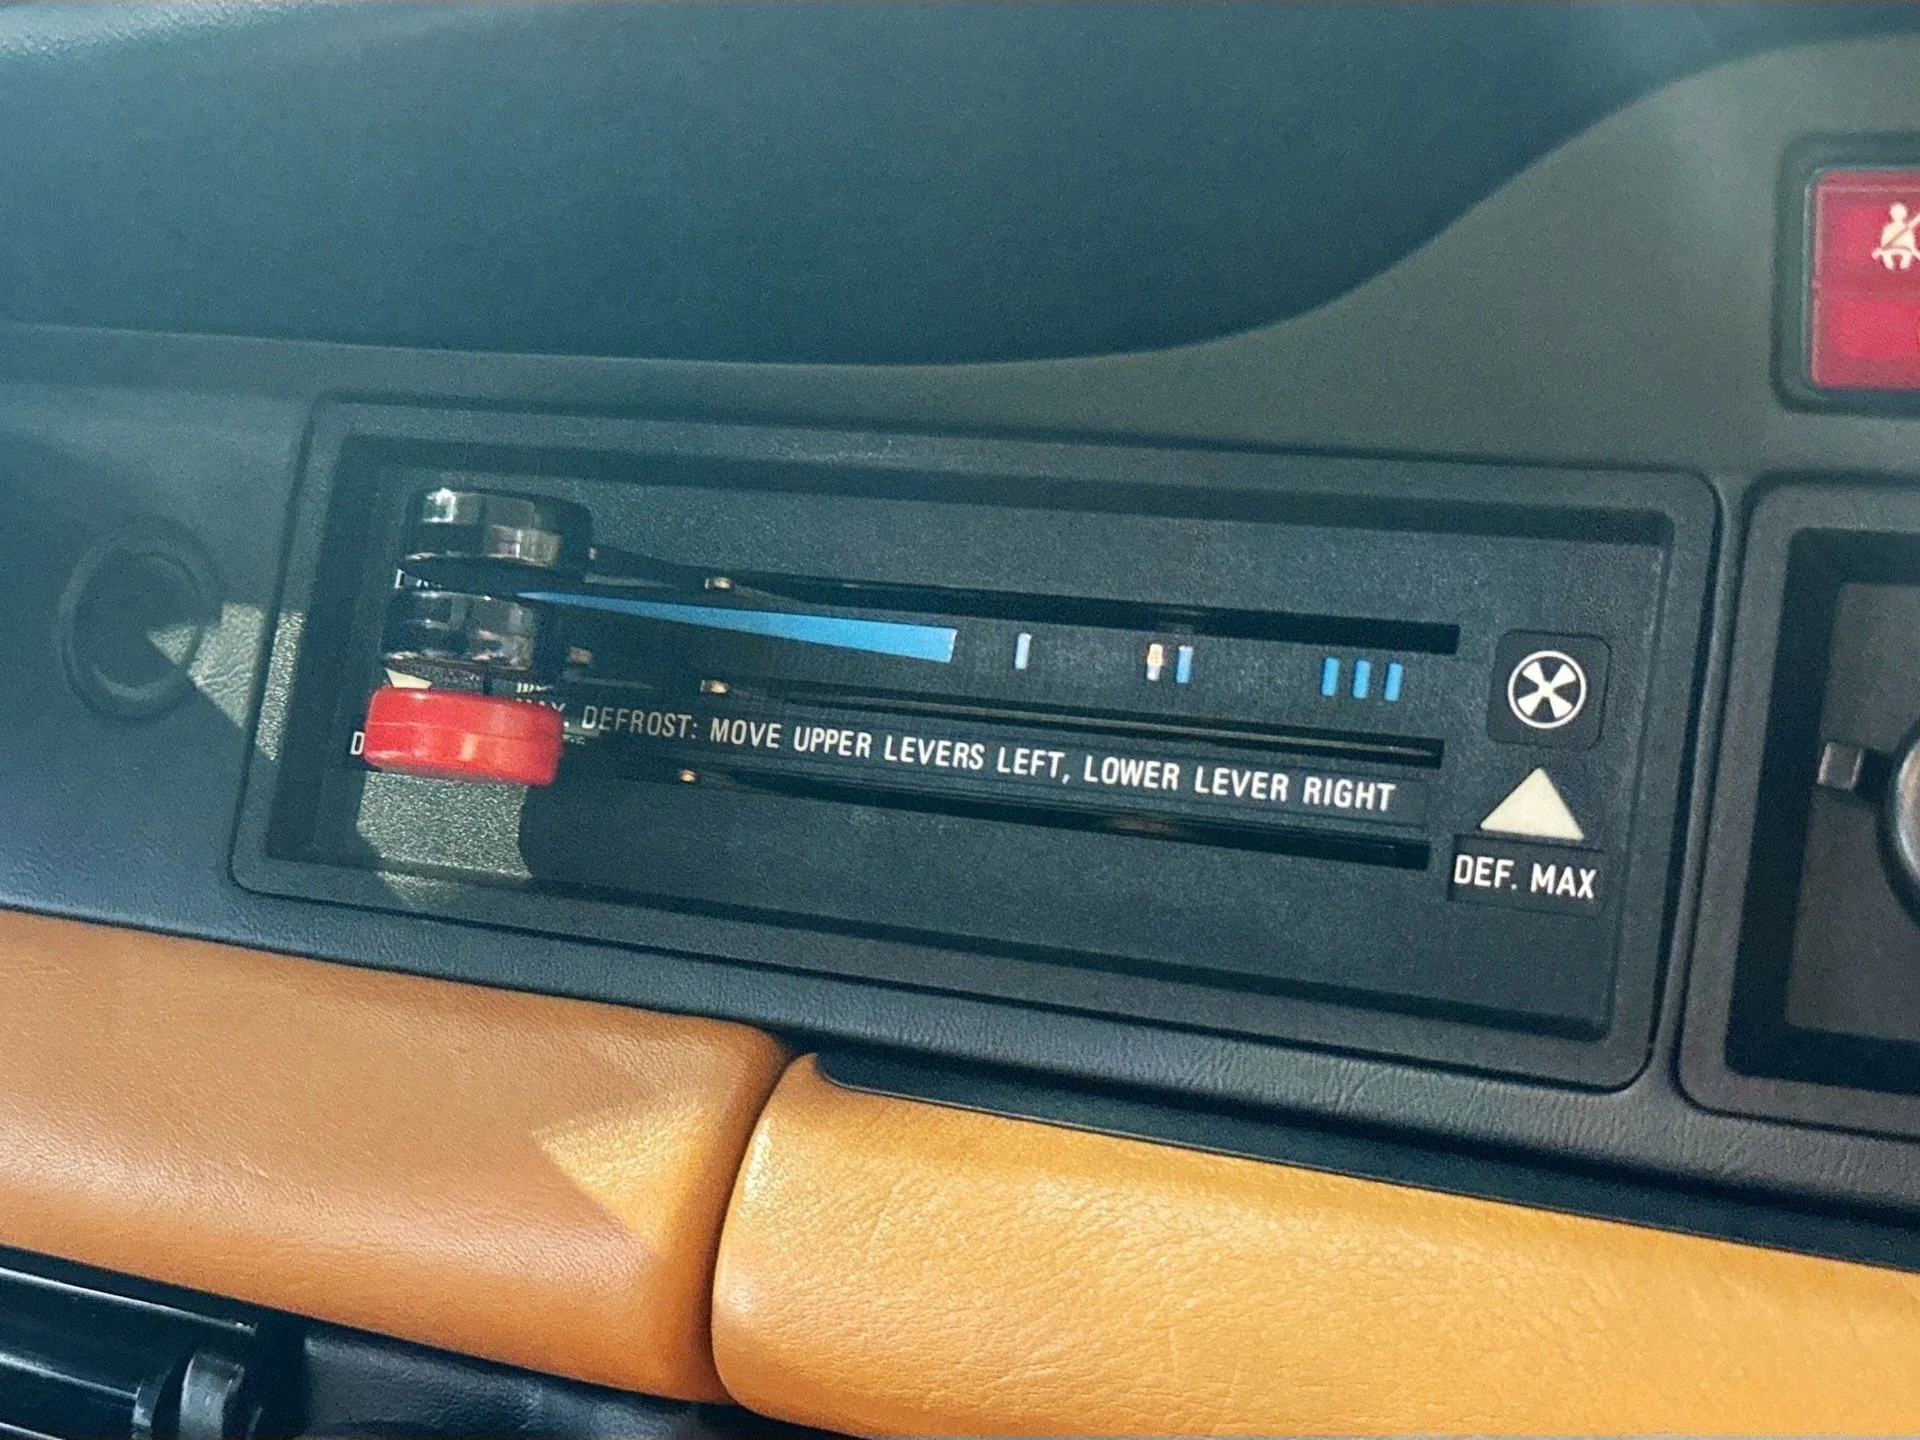 DEFROST: MOVE UPPER LEVERS LEFT, LOWER LEVER RIGHT
DEF. MAX